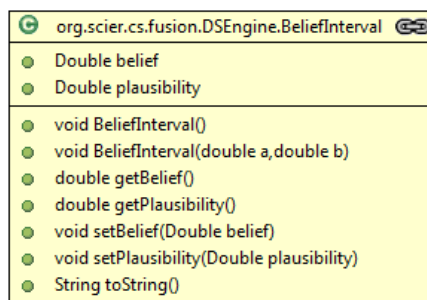 C org.scier.cs.fusion.DSEngine.BeliefInterval
Double belief
Double plausibility
void BeliefInterval()
void BeliefInterval(double a,double b)
double getBelief()
double getPlausibility()
void setBelief(Double belief)
void setPlausibility(Double plausibility)
String toString()